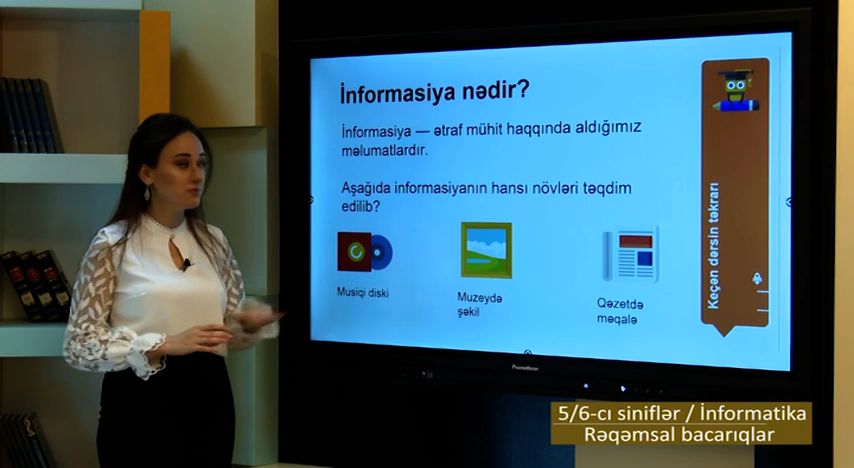 İnformasiya nədir?
İnformasiya — ətraf mühit haqqında aldığımız
məlumatlardır.
Aşağıda informasiyanın hansı növləri təqdim
edilib?
Musiqi diski
Muzeydə
şəkil
Qəzetdə
məqalə
Keçən dərsin təkrarı
Promethean
5/6-cı siniflər / İnformatika
Rəqəmsal bacarıqlar